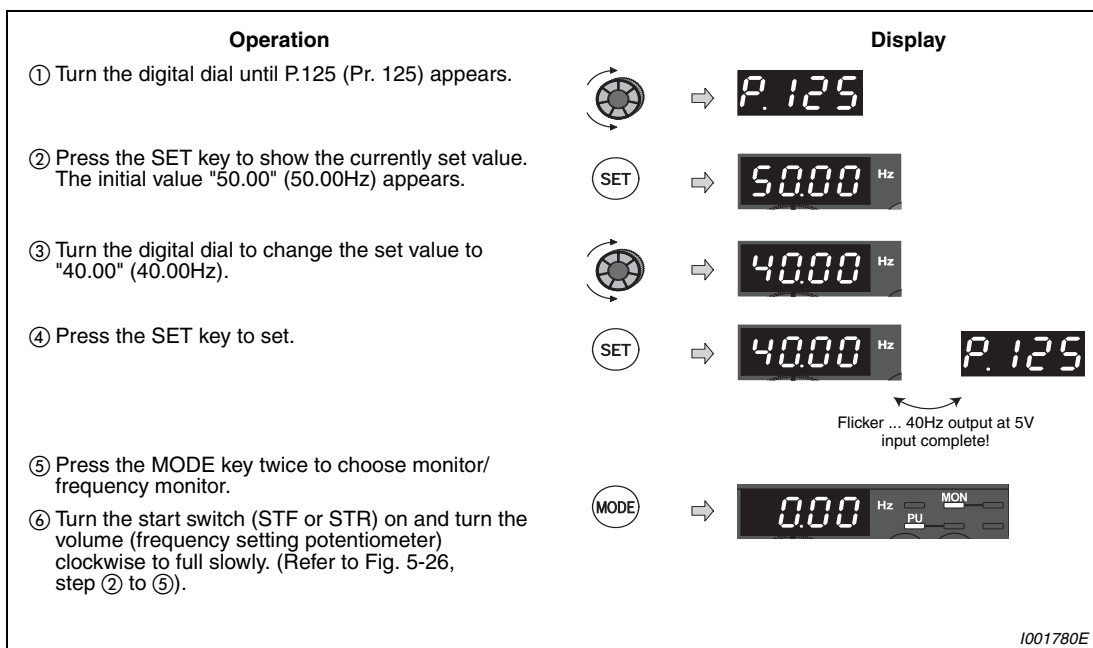 Operation
Display
① Turn the digital dial until P.125 (Pr. 125) appears.
P. 125
② Press the SET key to show the currently set value.
The initial value "50.00" (50.00Hz) appears.
SET
50.00 Hz
③ Turn the digital dial to change the set value to
"40.00" (40.00Hz).
40.00 Hz
④ Press the SET key to set.
SET
40.00 Hz
P. 125
Flicker ... 40Hz output at 5V
input complete!
⑤ Press the MODE key twice to choose monitor/
frequency monitor.
MODE
0.00 Hz
MON
PU
⑥ Turn the start switch (STF or STR) on and turn the
volume (frequency setting potentiometer)
clockwise to full slowly. (Refer to Fig. 5-26,
step ② to ⑤).
I001780E